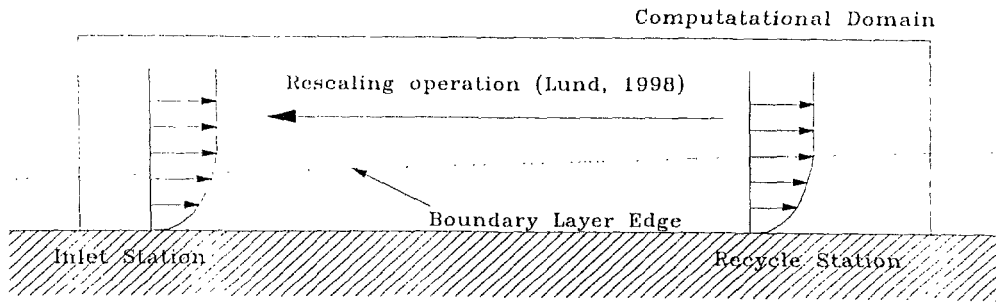 Computatational Domain
Rescaling operation (Lund, 1998)
Boundary Layer Edge
Inlet Station
Recycle Station